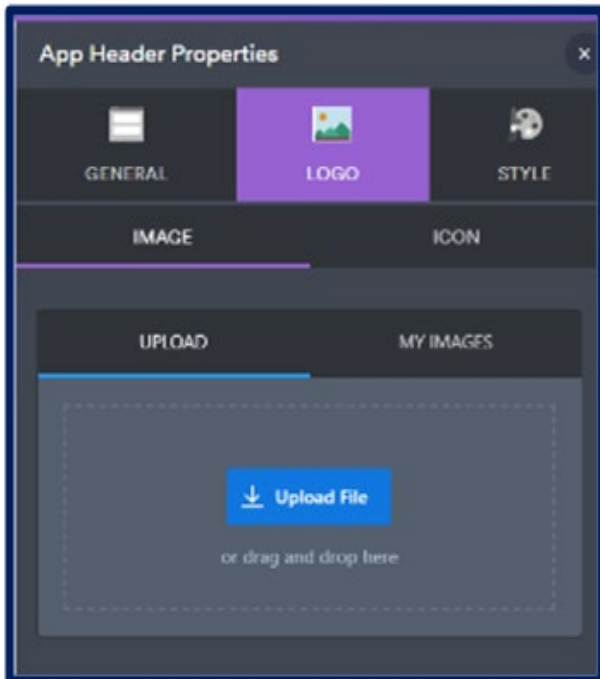 App Header Properties
GENERAL LOGO STYLE
IMAGE ICON
UPLOAD MY IMAGES
Upload File
or drag and drop here